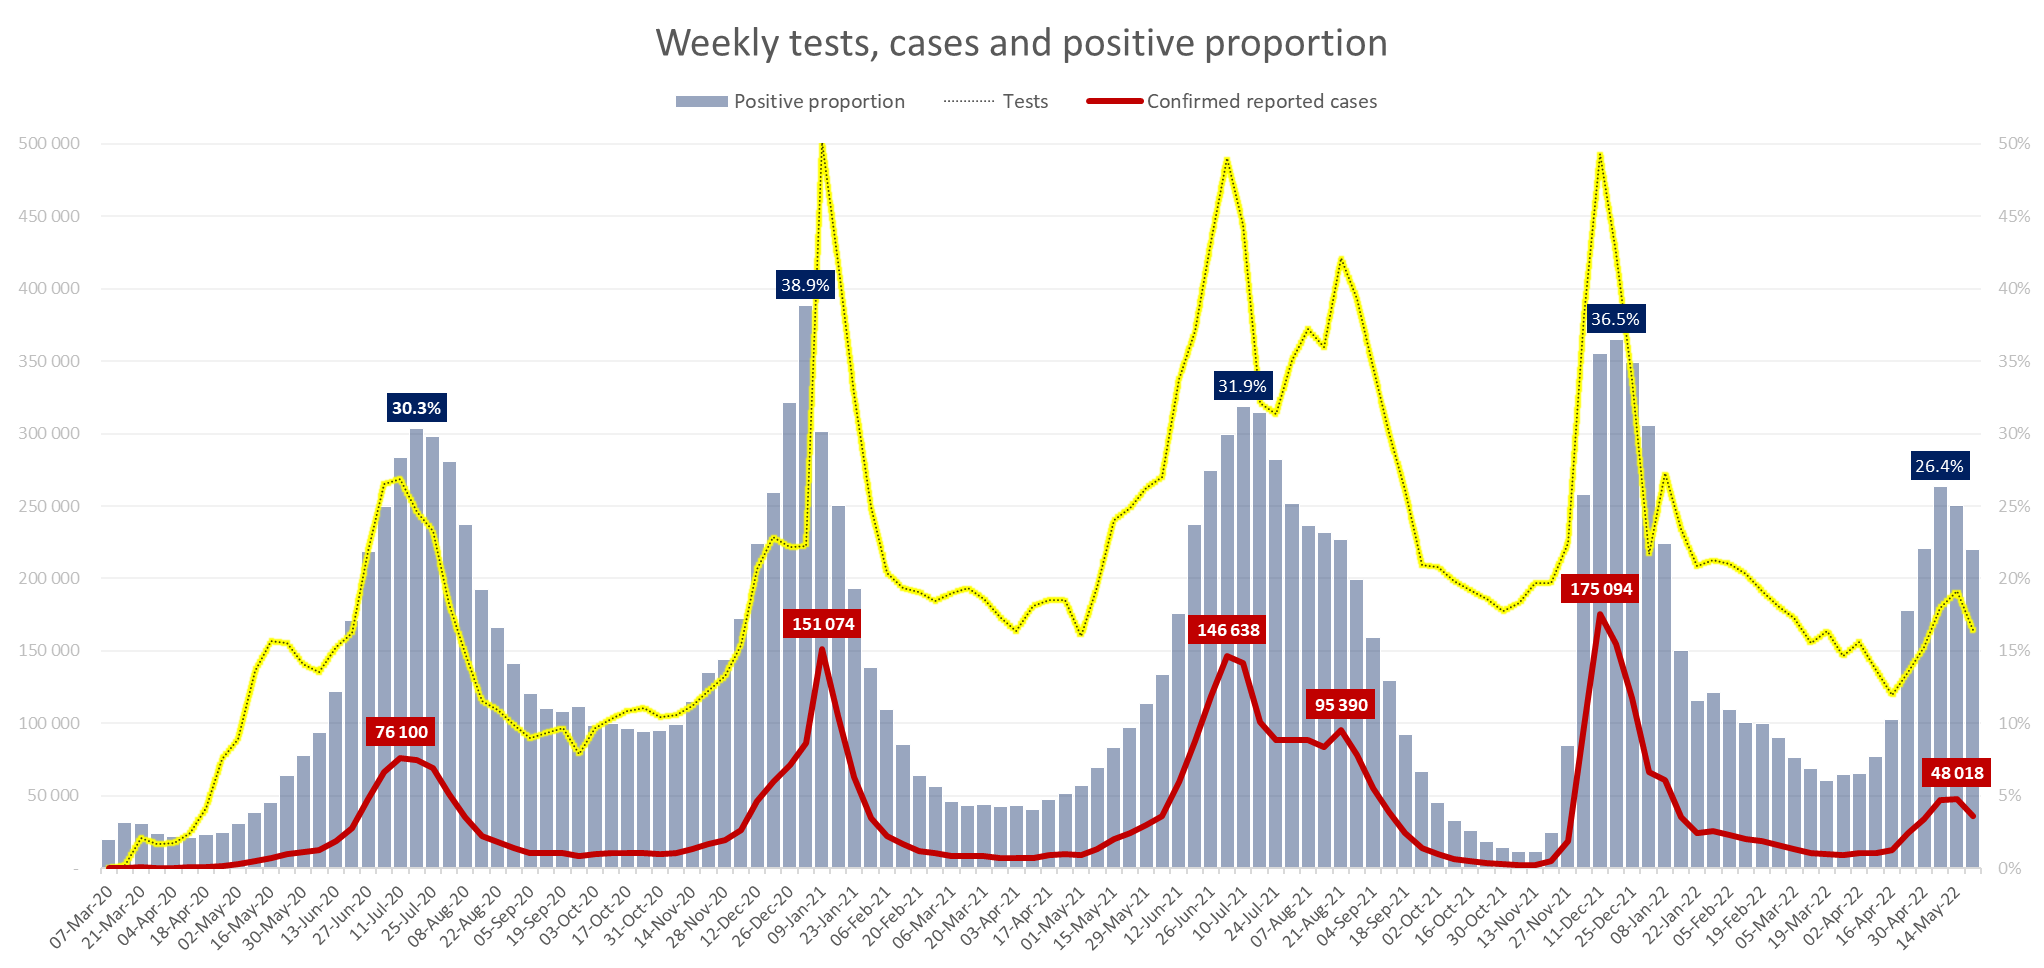 Weekly tests, cases and positive proportion
Positive proportion
Tests
Confirmed reported cases
500 000
450 000
400 000
350 000
300 000
250 000
200 000
150 000
100 000
50 000
-
50%
45%
40%
35%
30%
25%
20%
15%
10%
5%
0%
30.3%
38.9%
31.9%
36.5%
26.4%
76 100
151 074
146 638
95 390
175 094
48 018
07-Mar-20
21-Mar-20
04-Apr-20
18-Apr-20
02-May-20
16-May-20
30-May-20
13-Jun-20
27-Jun-20
11-Jul-20
25-Jul-20
08-Aug-20
22-Aug-20
05-Sep-20
19-Sep-20
03-Oct-20
17-Oct-20
31-Oct-20
14-Nov-20
28-Nov-20
12-Dec-20
26-Dec-20
09-Jan-21
23-Jan-21
06-Feb-21
20-Feb-21
06-Mar-21
20-Mar-21
03-Apr-21
17-Apr-21
01-May-21
15-May-21
29-May-21
12-Jun-21
26-Jun-21
10-Jul-21
24-Jul-21
07-Aug-21
21-Aug-21
04-Sep-21
18-Sep-21
02-Oct-21
16-Oct-21
30-Oct-21
13-Nov-21
27-Nov-21
11-Dec-21
25-Dec-21
08-Jan-22
22-Jan-22
05-Feb-22
19-Feb-22
05-Mar-22
19-Mar-22
02-Apr-22
16-Apr-22
30-Apr-22
14-May-22